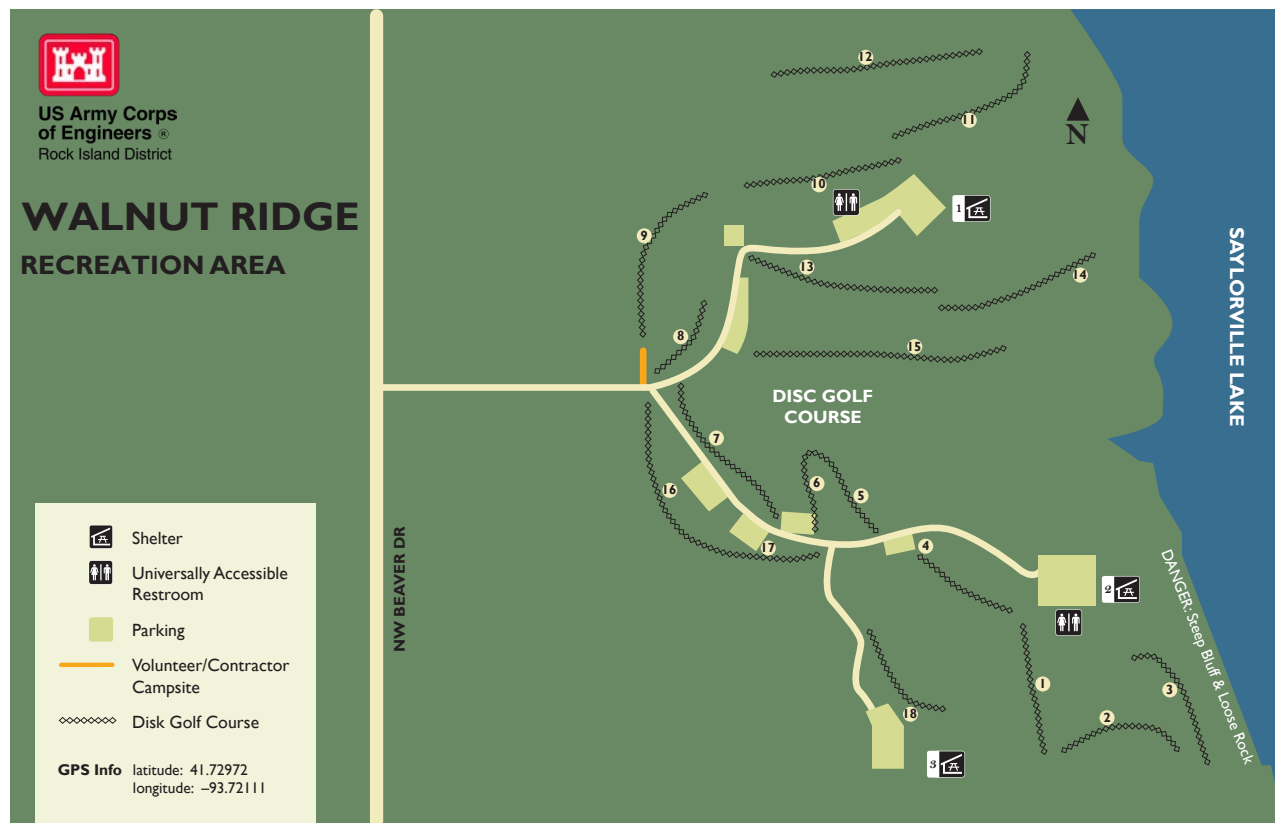 US Army Corps
of Engineers ®
Rock Island District
WALNUT RIDGE
RECREATION AREA
12
11
N
10
1
9
13
14
8
15
SAYLORVILLE LAKE
DISC GOLF
COURSE
7
16
6
5
17
4
2
NW BEAVER DR
DANGER: Steep Bluff & Loose Rock
1
3
2
18
3
Shelter
Universally Accessible
Restroom
Parking
Volunteer/Contractor
Campsite
Disk Golf Course
GPS Info latitude: 41.72972
longitude: –93.72111